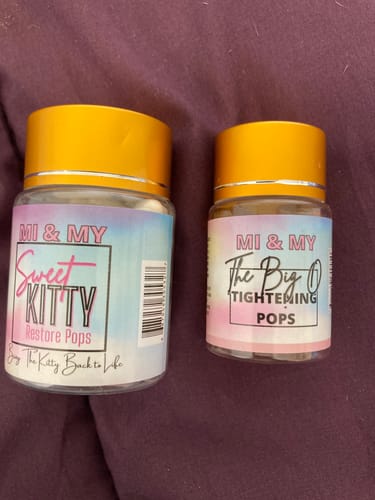 MI & MY
Sweet
KITTY
Restore Pops
Bring The Kitty Back to Life
MI & MY
The Big O
TIGHTENING
POPS